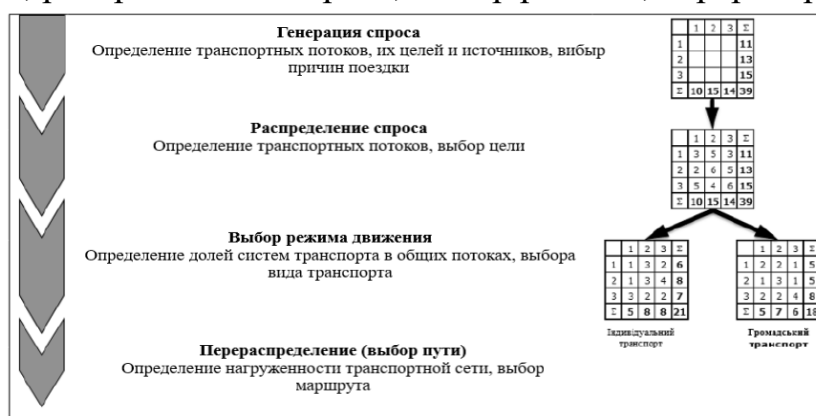 Генерация спроса
Определение транспортных потоков, их целей и источников, вибыр
причин поездки
1 2 3 Σ
1 11
2 13
3 15
Σ 10 15 14 39
Распределение спроса
Определение транспортных потоков, выбор цели
1 2 3 Σ
1 3 5 3 11
2 2 6 5 13
3 5 4 6 15
Σ 10 15 14 39
Выбор режима движения
Определение долей систем транспорта в общих потоках, выбора
вида транспорта
1 2 3 Σ
1 1 3 2 6
2 1 3 4 8
3 3 2 2 7
Σ 5 8 8 21
Індивідуальний
транспорт
1 2 3 Σ
1 2 2 1 5
2 1 3 1 5
3 2 2 4 8
Σ 5 7 6 18
Громадський
транспорт
Перераспределение (выбор пути)
Определение нагруженности транспортной сети, выбор
маршрута